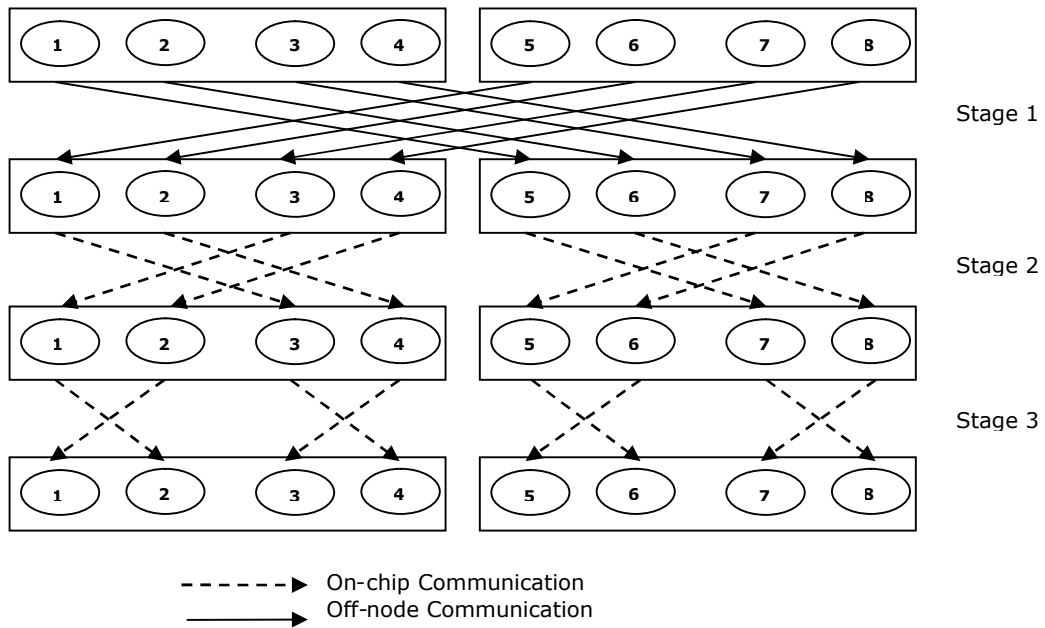 1 2 3 4 5 6 7 8
Stage 1
1 2 3 4 5 6 7 8
Stage 2
1 2 3 4 5 6 7 8
Stage 3
1 2 3 4 5 6 7 8
On-chip Communication
Off-node Communication